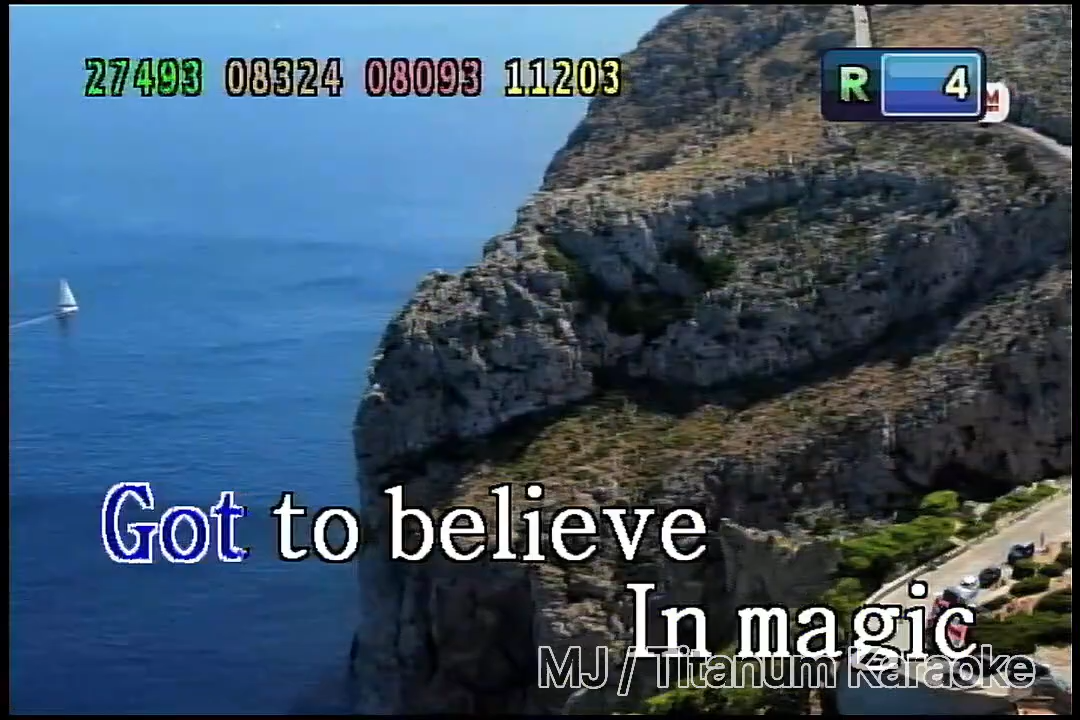 27493 08324 08093 11203
R 4
M
Got to believe
In magic
MJ / Titanum Karaoke